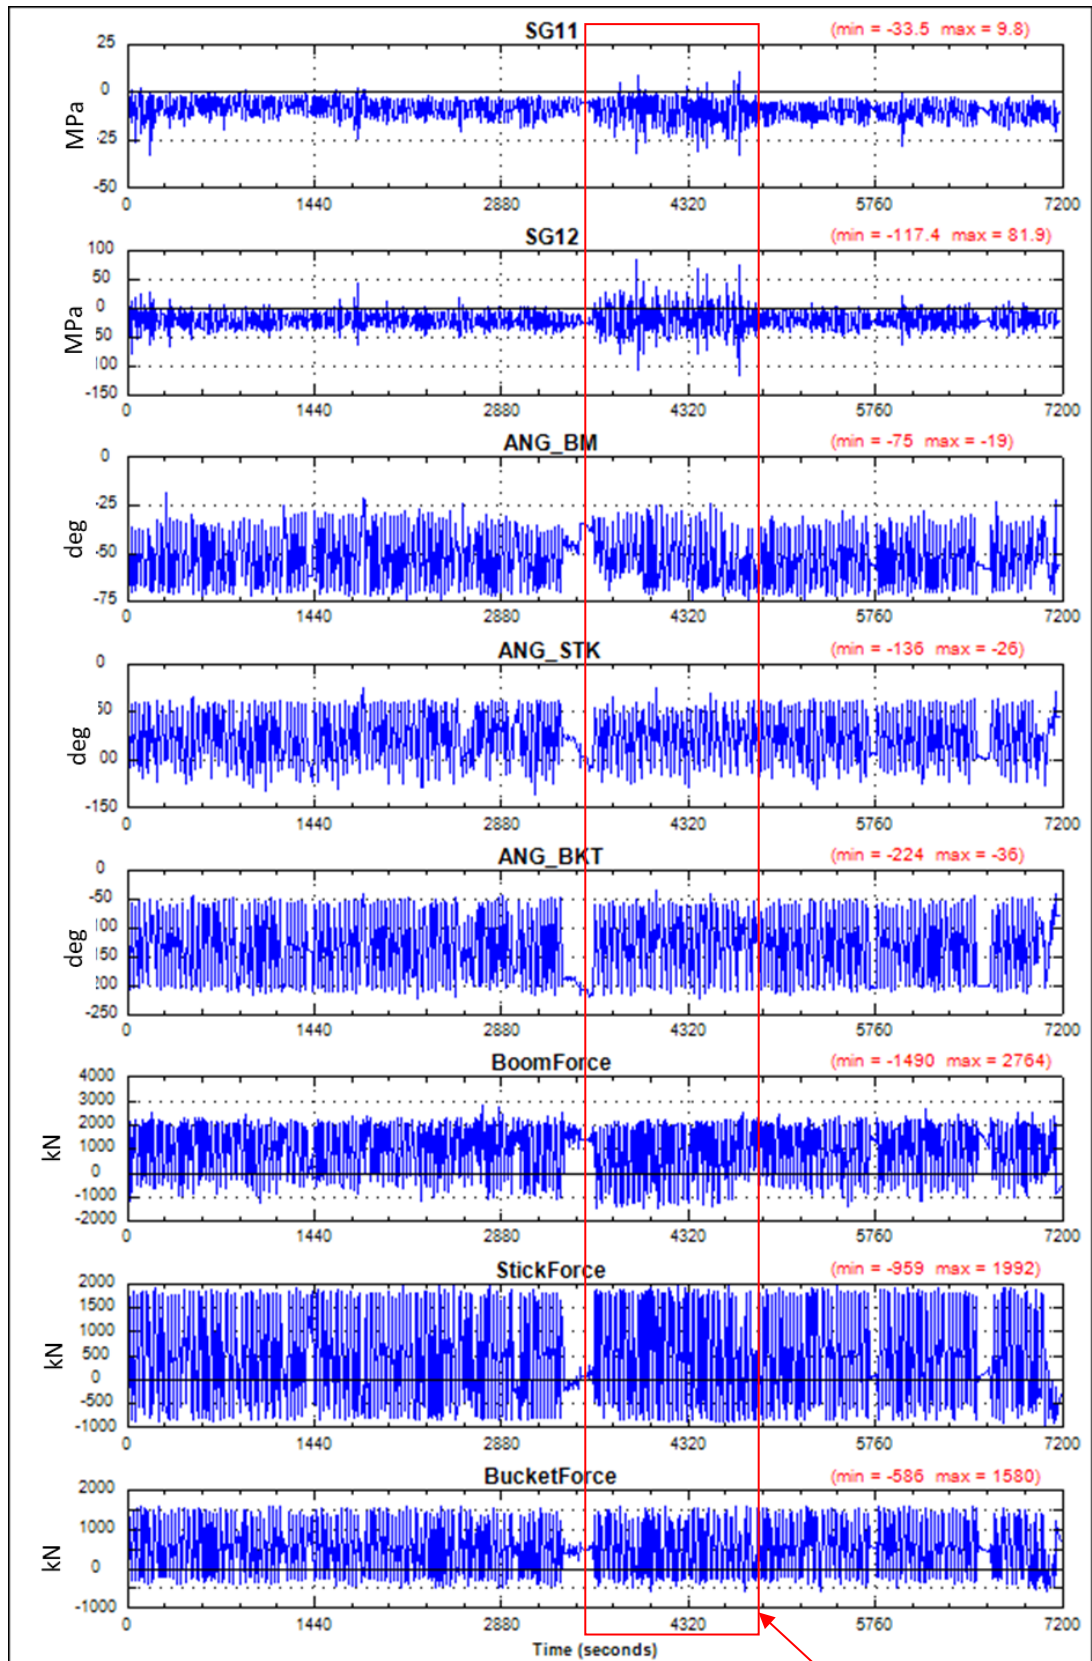 SG11 (min = -33.5 max = 9.8)
25
0
-25
-50
MPa
0 1440 2880 4320 5760 7200
SG12 (min = -117.4 max = 81.9)
100
50
0
50
100
-150
MPa
0 1440 2880 4320 5760 7200
ANG_BM (min = -75 max = -19)
0
-25
-50
-75
deg
0 1440 2880 4320 5760 7200
ANG_STK (min = -136 max = -26)
0
50
00
-150
deg
0 1440 2880 4320 5760 7200
ANG_BKT (min = -224 max = -36)
0
-50
100
150
200
-250
deg
0 1440 2880 4320 5760 7200
BoomForce (min = -1490 max = 2764)
4000
3000
2000
1000
0
-1000
-2000
kN
0 1440 2880 4320 5760 7200
StickForce (min = -959 max = 1992)
2000
1500
1000
500
0
-500
-1000
kN
0 1440 2880 4320 5760 7200
BucketForce (min = -586 max = 1580)
2000
1000
0
-1000
kN
0 1440 2880 4320 5760 7200
Time (seconds)